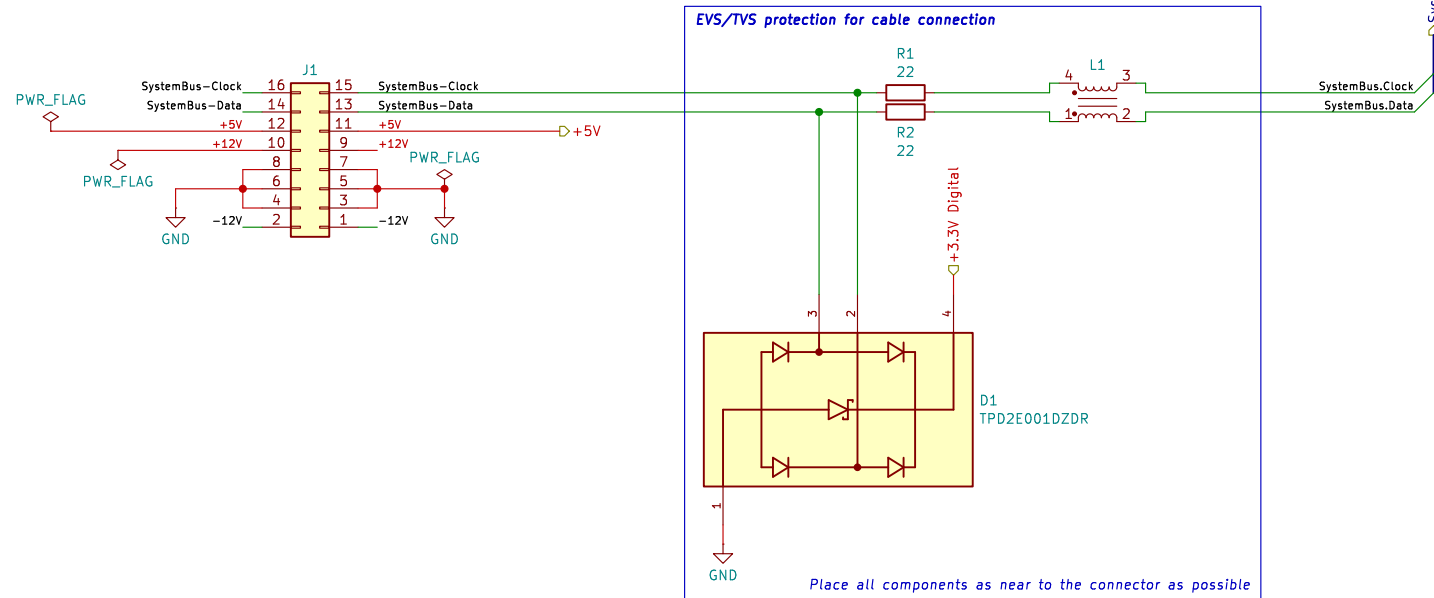 EVS/TVS protection for cable connection
R1
22
J1
L1
SystemBus-Clock
16
15
SystemBus-Clock
4
3
SystemBus.Clock
PWR_FLAG
SystemBus-Data
14
13
SystemBus-Data
1
2
SystemBus.Data
+5V
12
11
+5V
+5V
R2
22
+12V
10
9
+12V
PWR_FLAG
8
7
PWR_FLAG
6
5
4
3
-12V
2
1
-12V
GND
GND
+3.3V Digital
3
2
4
D1
TPD2E001DZDR
1
GND
Place all components as near to the connector as possible